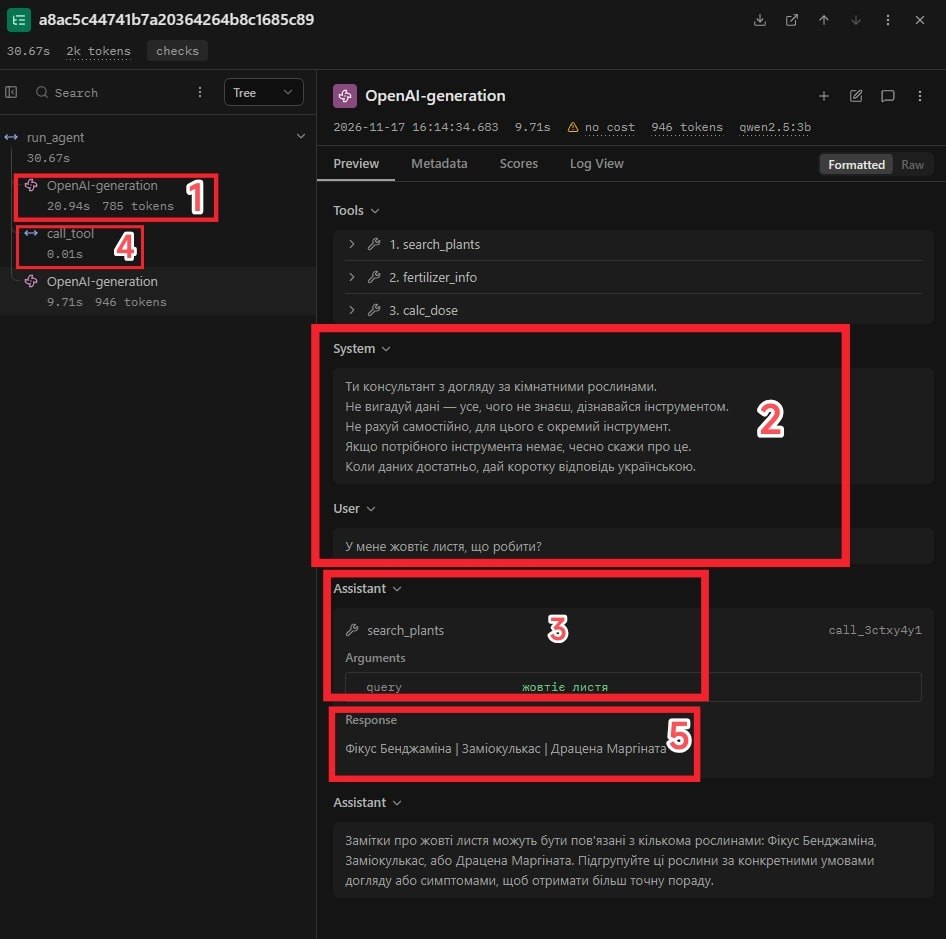 a8ac5c44741b7a20364264b8c1685c89
30.67s 2k tokens checks
Search Tree
run_agent
30.67s
OpenAI-generation
20.94s 785 tokens
1
call_tool
0.01s
4
OpenAI-generation
9.71s 946 tokens
OpenAI-generation
2026-11-17 16:14:34.683 9.71s no cost 946 tokens qwen2.5:3b
Preview Metadata Scores Log View Formatted Raw
Tools
1. search_plants
2. fertilizer_info
3. calc_dose
System
Ти консультант з догляду за кімнатними рослинами.
Не вигадуй дані — усе, чого не знаєш, дізнавайся інструментом.
Не рахуй самостійно, для цього є окремий інструмент.
Якщо потрібного інструмента немає, чесно скажи про це.
Коли даних достатньо, дай коротку відповідь українською.
2
User
У мене жовтіє листя, що робити?
Assistant
search_plants call_3ctxy4y1
3
Arguments
query жовтіє листя
Response
Фікус Бенджаміна | Заміокулькас | Драцена Маргіната
5
Assistant
Замітки про жовті листя можуть бути пов'язані з кількома рослинами: Фікус Бенджаміна,
Заміокулькас, або Драцена Маргіната. Підгрупуйте ці рослини за конкретними умовами
догляду або симптомами, щоб отримати більш точну пораду.